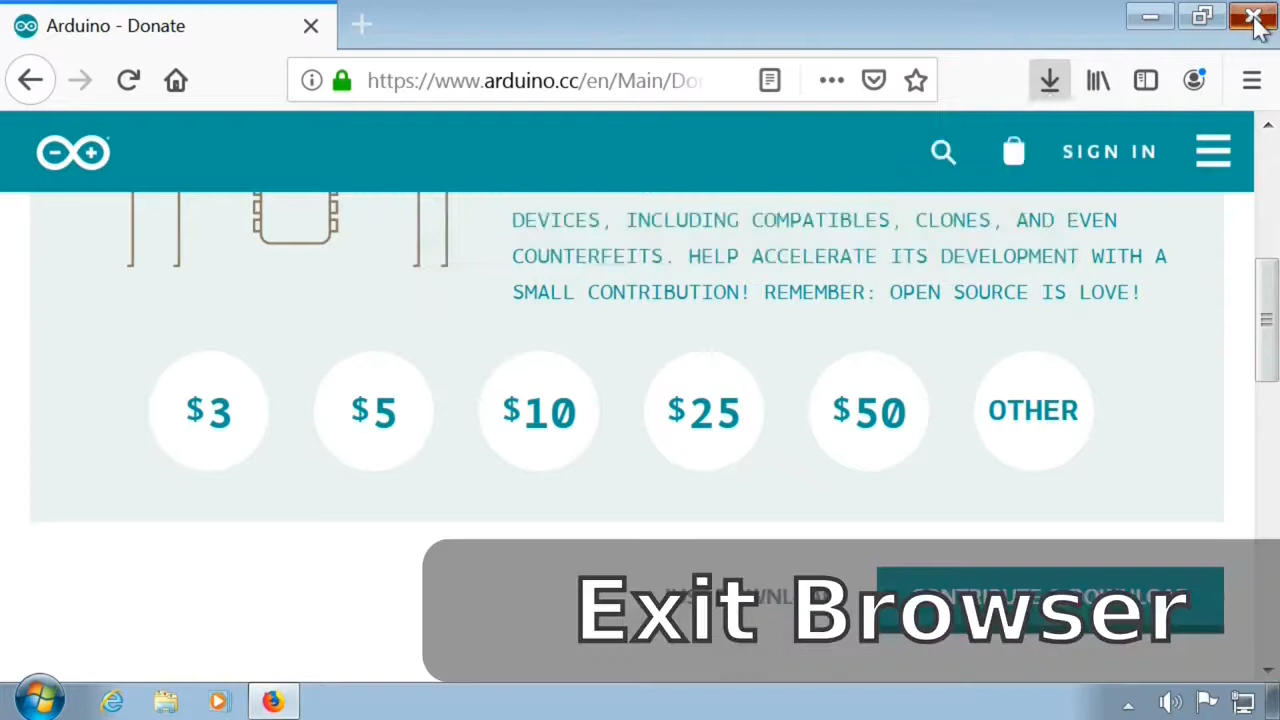 Arduino - Donate
https://www.arduino.cc/en/Main/Do
SIGN IN
DEVICES, INCLUDING COMPATIBLES, CLONES, AND EVEN
COUNTERFEITS. HELP ACCELERATE ITS DEVELOPMENT WITH A
SMALL CONTRIBUTION! REMEMBER: OPEN SOURCE IS LOVE!
$3
$5
$10
$25
$50
OTHER
Exit Browser